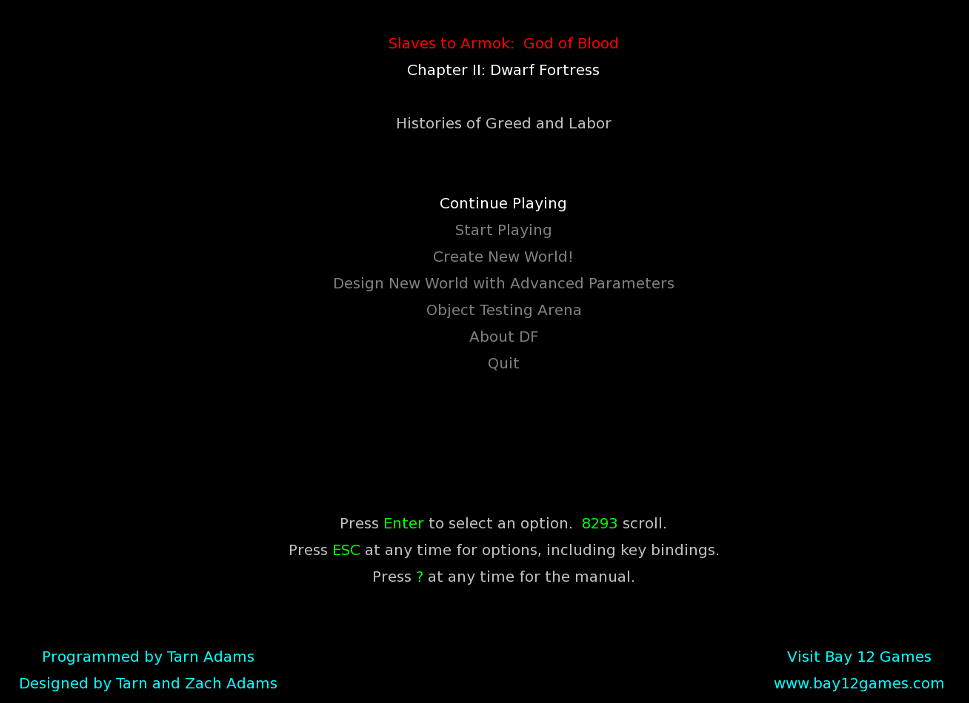 Slaves to Armok:  God of Blood
Chapter II: Dwarf Fortress
Histories of Greed and Labor
Continue Playing
Start Playing
Create New World!
Design New World with Advanced Parameters
Object Testing Arena
About DF
Quit
Press Enter to select an option.  8293 scroll.
Press ESC at any time for options, including key bindings.
Press ? at any time for the manual.
Programmed by Tarn Adams
Designed by Tarn and Zach Adams
Visit Bay 12 Games
www.bay12games.com